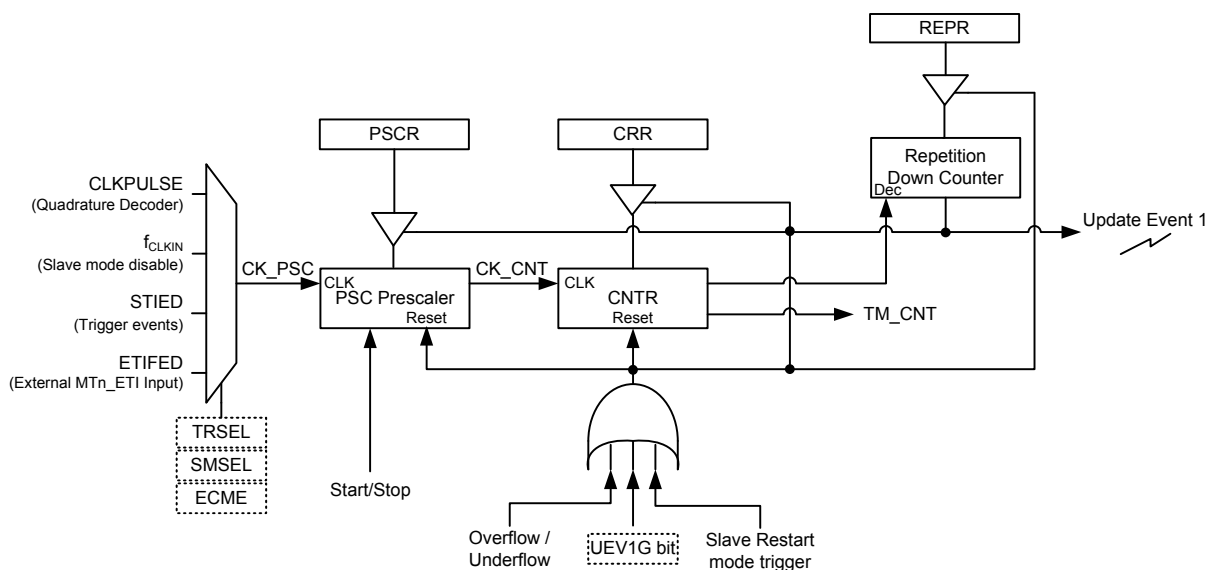 REPR
PSCR
CRR
Repetition
Down Counter
Dec
CLKPULSE
(Quadrature Decoder)
Update Event 1
fCLKIN
(Slave mode disable)
CK_PSC
CLK
PSC Prescaler
Reset
CK_CNT
CLK
CNTR
Reset
STIED
(Trigger events)
TM_CNT
ETIFED
(External MTn_ETI Input)
TRSEL
SMSEL
ECME
Start/Stop
Overflow /
Underflow
UEV1G bit
Slave Restart
mode trigger